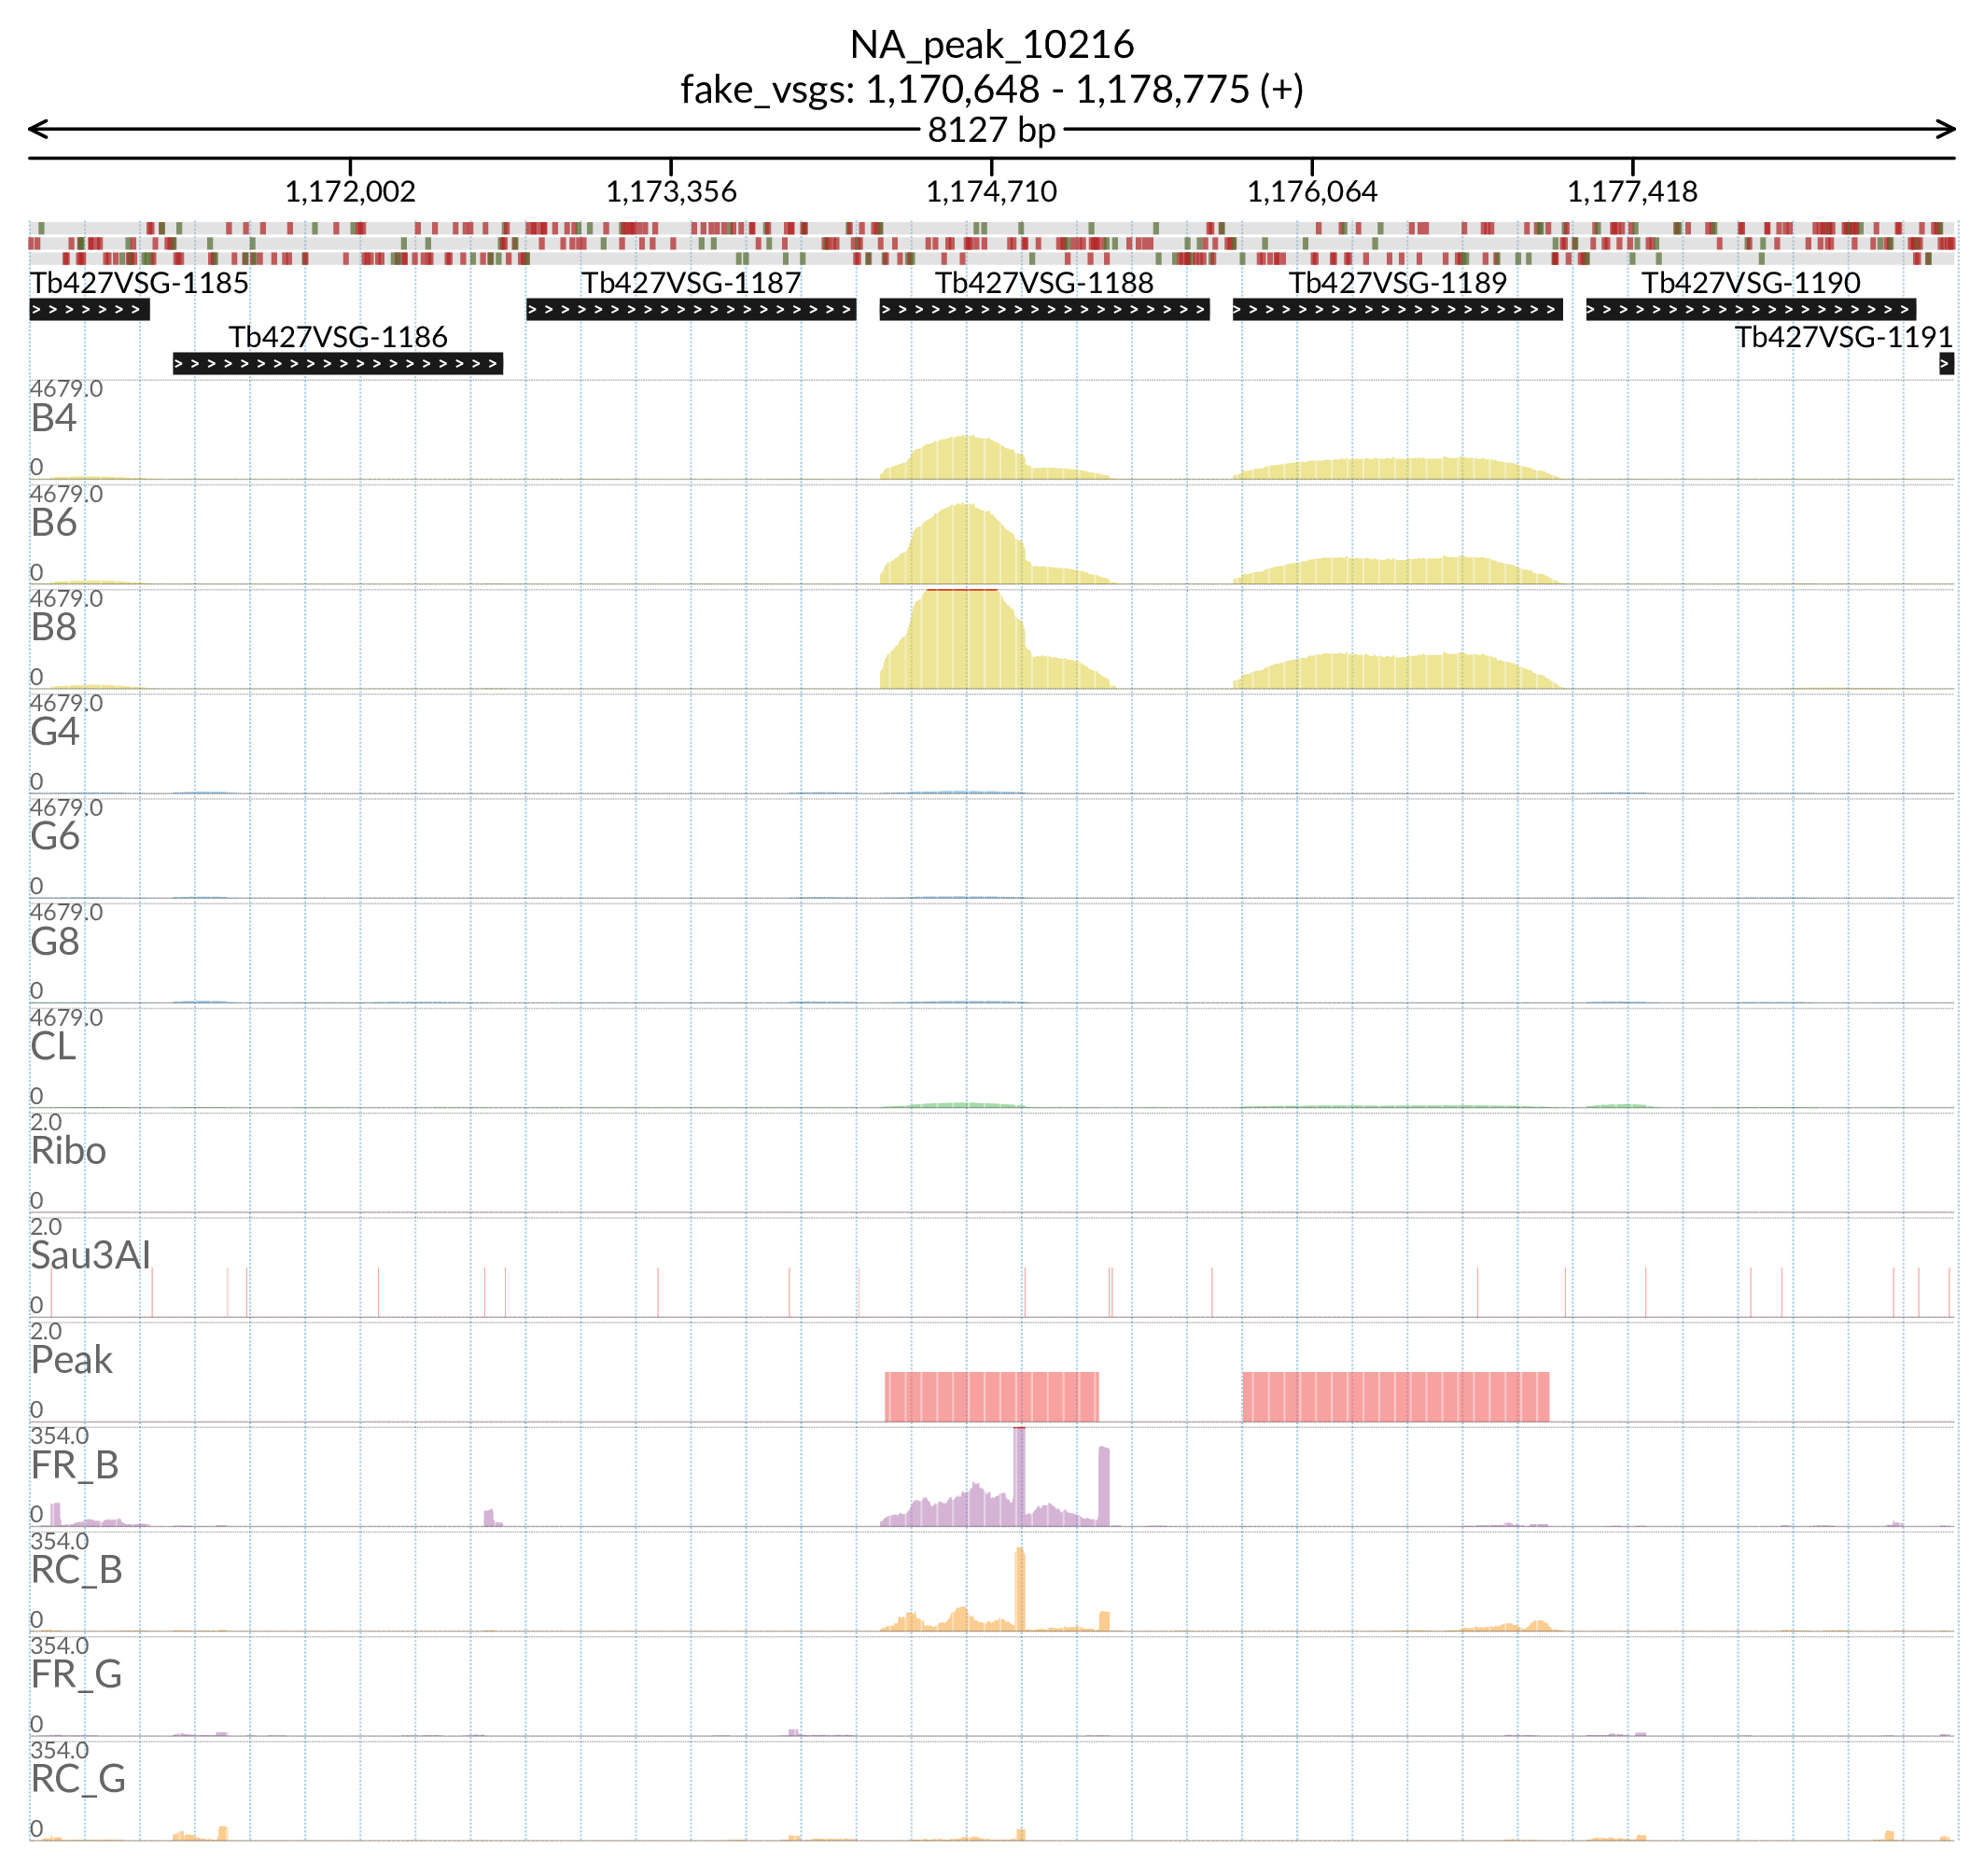 NA_peak_10216
fake_vsgs: 1,170,648 - 1,178,775 (+)
8127 bp
1,172,002 1,173,356 1,174,710 1,176,064 1,177,418
Tb427VSG-1185 Tb427VSG-1187 Tb427VSG-1188 Tb427VSG-1189 Tb427VSG-1190
Tb427VSG-1186 Tb427VSG-1191
4679.0
B4
0
4679.0
B6
0
4679.0
B8
0
4679.0
G4
0
4679.0
G6
0
4679.0
G8
0
4679.0
CL
0
2.0
Ribo
0
2.0
Sau3AI
0
2.0
Peak
0
354.0
FR_B
0
354.0
RC_B
0
354.0
FR_G
0
354.0
RC_G
0